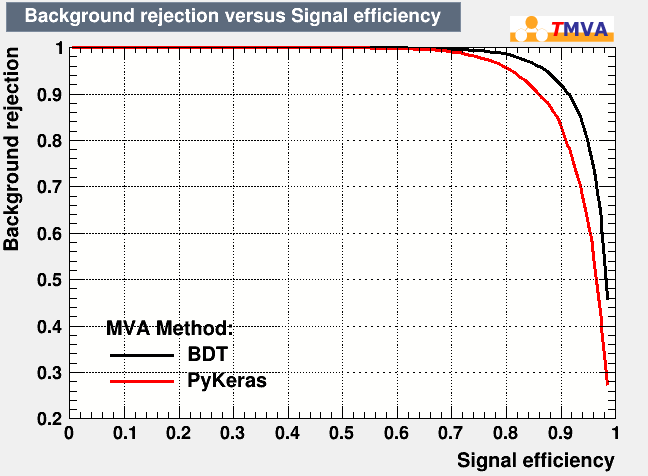 Background rejection versus Signal efficiency
TMVA
Background rejection
1
0.9
0.8
0.7
0.6
0.5
0.4
0.3
0.2
MVA Method:
BDT
PyKeras
0 0.1 0.2 0.3 0.4 0.5 0.6 0.7 0.8 0.9 1
Signal efficiency